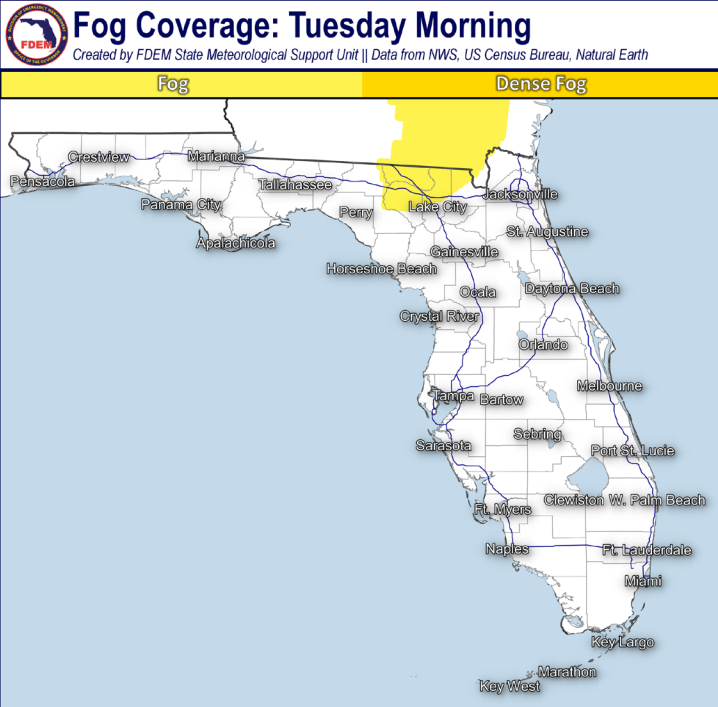 FDEM
Fog Coverage: Tuesday Morning
Created by FDEM State Meteorological Support Unit || Data from NWS, US Census Bureau, Natural Earth
Fog
Dense Fog
Crestview
Marianna
Pensacola
Tallahassee
Panama City
Perry
Lake City
Jacksonville
Apalachicola
St. Augustine
Gainesville
Horseshoe Beach
Ocala
Daytona Beach
Crystal River
Orlando
Melbourne
Tampa
Bartow
Sebring
Sarasota
Port St. Lucie
Clewiston
W. Palm Beach
Ft. Myers
Naples
Ft. Lauderdale
Miami
Key Largo
Marathon
Key West